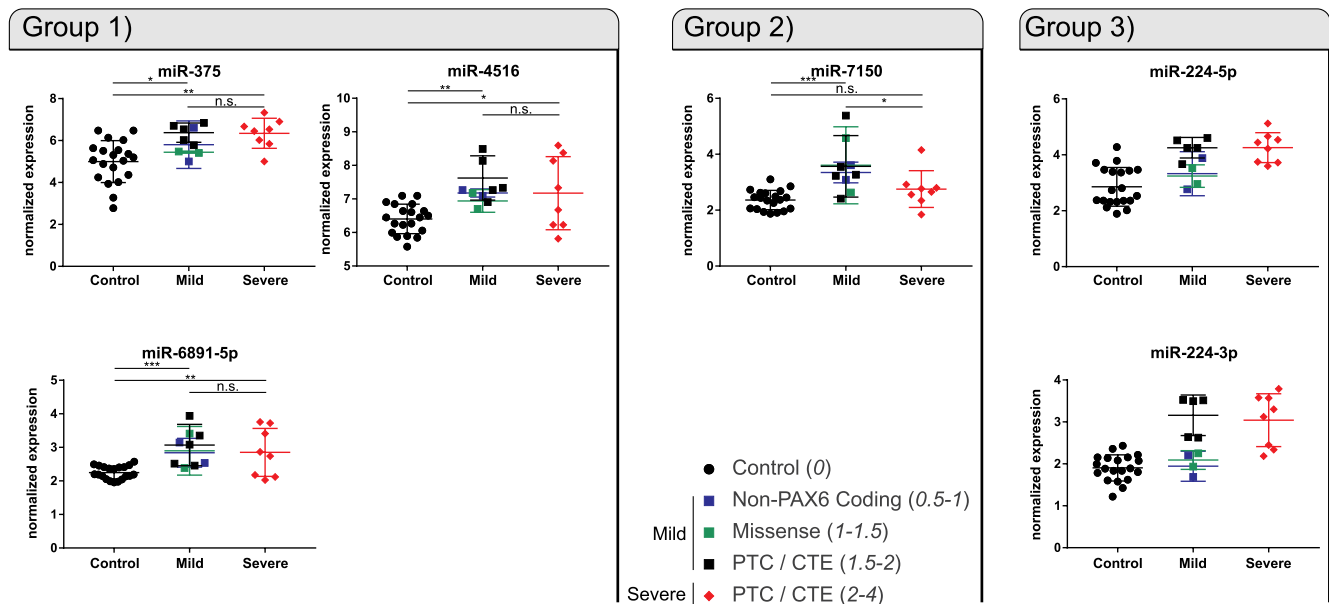 Group 1)
miR-375
normalized expression
8
6
4
2
0
*
**
n.s.
Control Mild Severe
miR-4516
normalized expression
10
9
8
7
6
5
**
*
n.s.
Control Mild Severe
miR-6891-5p
normalized expression
5
4
3
2
1
0
***
**
n.s.
Control Mild Severe
Group 2)
miR-7150
normalized expression
6
4
2
0
***
n.s.
*
Control Mild Severe
Group 3)
miR-224-5p
normalized expression
6
4
2
0
Control Mild Severe
miR-224-3p
normalized expression
4
3
2
1
0
Control Mild Severe
Control (0)
Non-PAX6 Coding (0.5-1)
Mild
Missense (1-1.5)
PTC / CTE (1.5-2)
Severe
PTC / CTE (2-4)